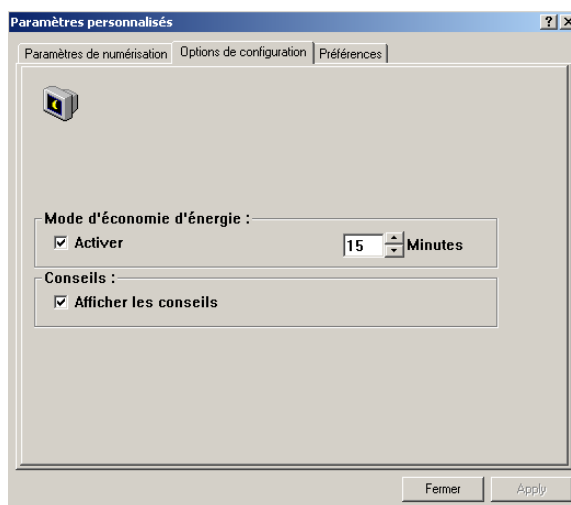 Paramètres personnalisés
Paramètres de numérisation Options de configuration Préférences
Mode d'économie d'énergie :
Activer 15 Minutes
Conseils :
Afficher les conseils
Fermer Apply